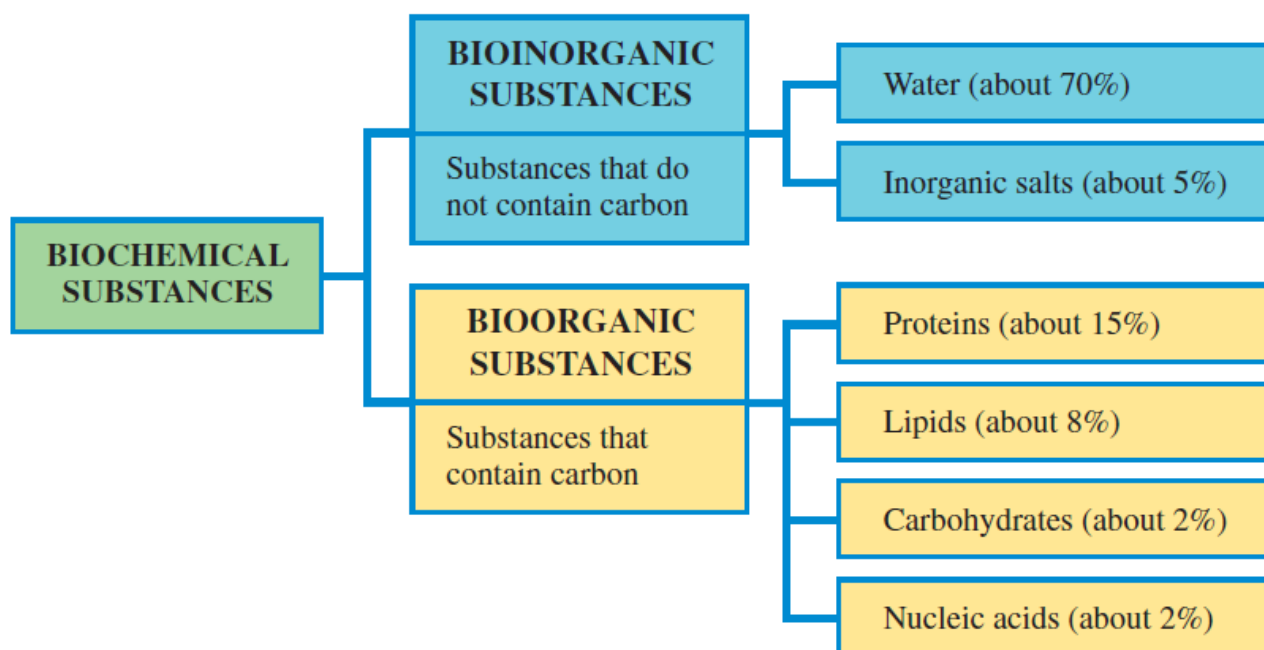 BIOCHEMICAL
SUBSTANCES
BIOINORGANIC
SUBSTANCES
Substances that do
not contain carbon
Water (about 70%)
Inorganic salts (about 5%)
BIOORGANIC
SUBSTANCES
Substances that
contain carbon
Proteins (about 15%)
Lipids (about 8%)
Carbohydrates (about 2%)
Nucleic acids (about 2%)